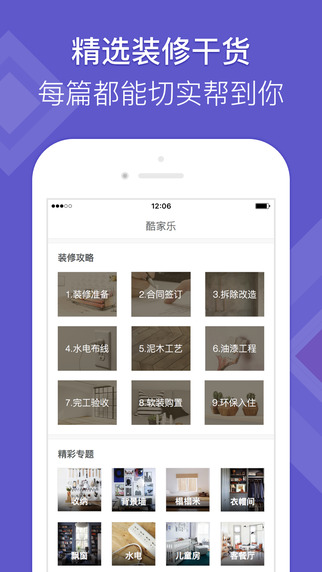 精选装修干货
每篇都能切实帮到你
12:06
酷家乐
装修攻略
1.装修准备 2.合同签订 3.拆除改造
4.水电布线 5.泥木工艺 6.油漆工程
7.完工验收 8.软装购置 9.环保入住
精彩专题
收纳 背景墙 榻榻米 衣帽间
飘窗 水电 儿童房 客餐厅